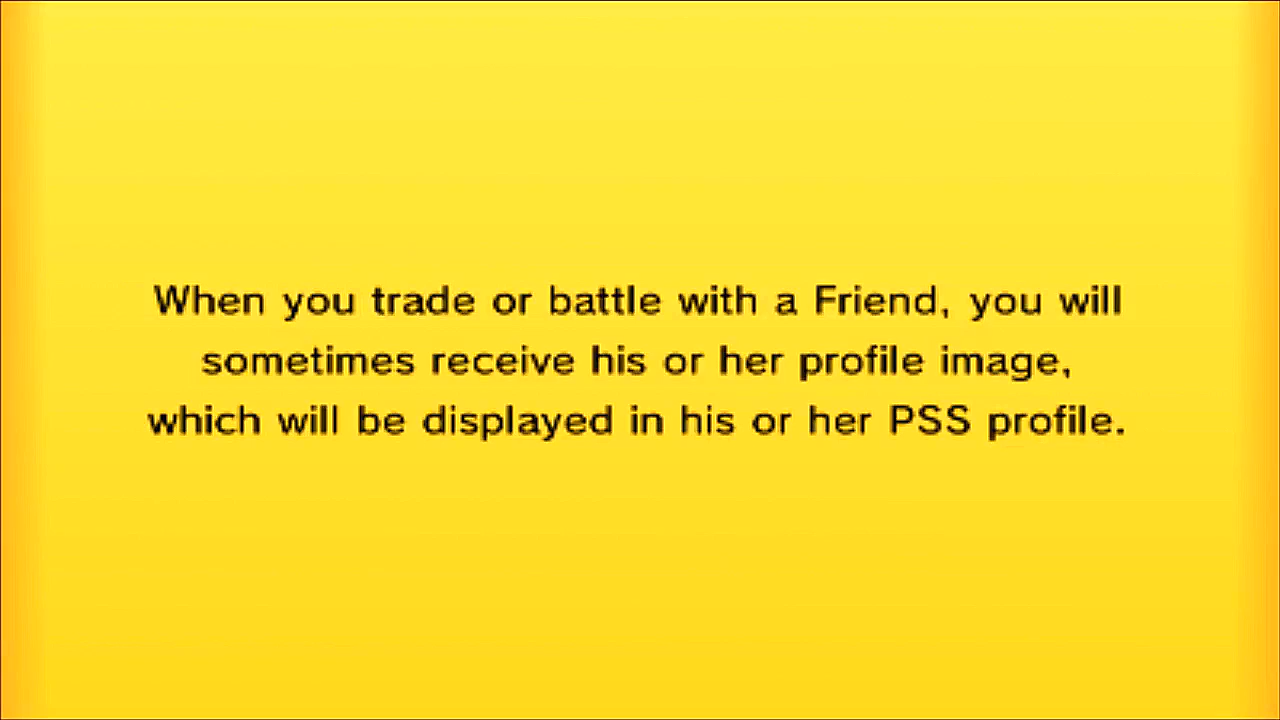 When you trade or battle with a Friend, you will
sometimes receive his or her profile image,
which will be displayed in his or her PSS profile.